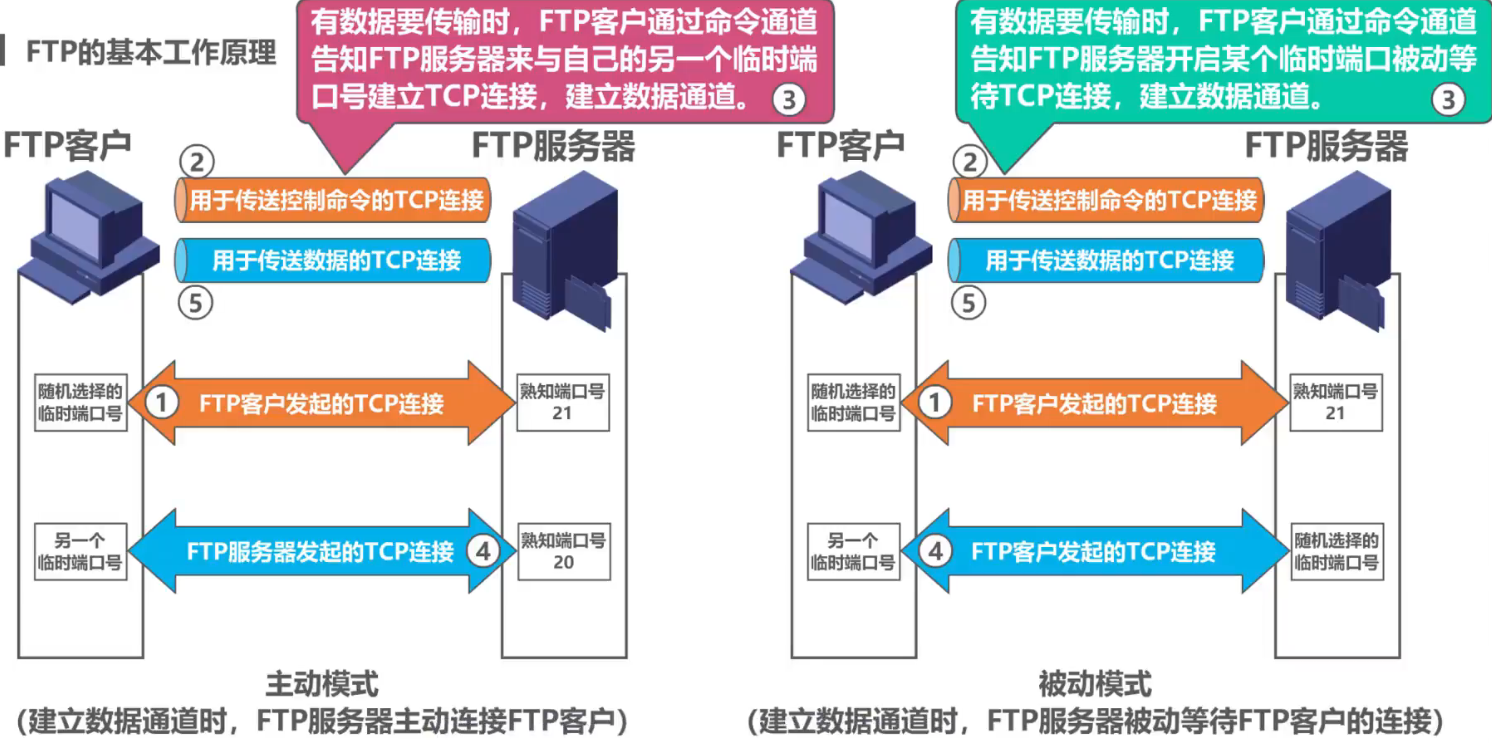 FTP的基本工作原理
有数据要传输时，FTP客户通过命令通道
告知FTP服务器来与自己的另一个临时端
口号建立TCP连接，建立数据通道。 ③
FTP客户
FTP服务器
②
用于传送控制命令的TCP连接
用于传送数据的TCP连接
⑤
随机选择的
临时端口号
① FTP客户发起的TCP连接
熟知端口号
21
另一个
临时端口号
FTP服务器发起的TCP连接 ④
熟知端口号
20
主动模式
（建立数据通道时，FTP服务器主动连接FTP客户）
有数据要传输时，FTP客户通过命令通道
告知FTP服务器开启某个临时端口被动等
待TCP连接，建立数据通道。 ③
FTP客户
FTP服务器
②
用于传送控制命令的TCP连接
用于传送数据的TCP连接
⑤
随机选择的
临时端口号
① FTP客户发起的TCP连接
熟知端口号
21
另一个
临时端口号
④ FTP客户发起的TCP连接
随机选择的
临时端口号
被动模式
（建立数据通道时，FTP服务器被动等待FTP客户的连接）